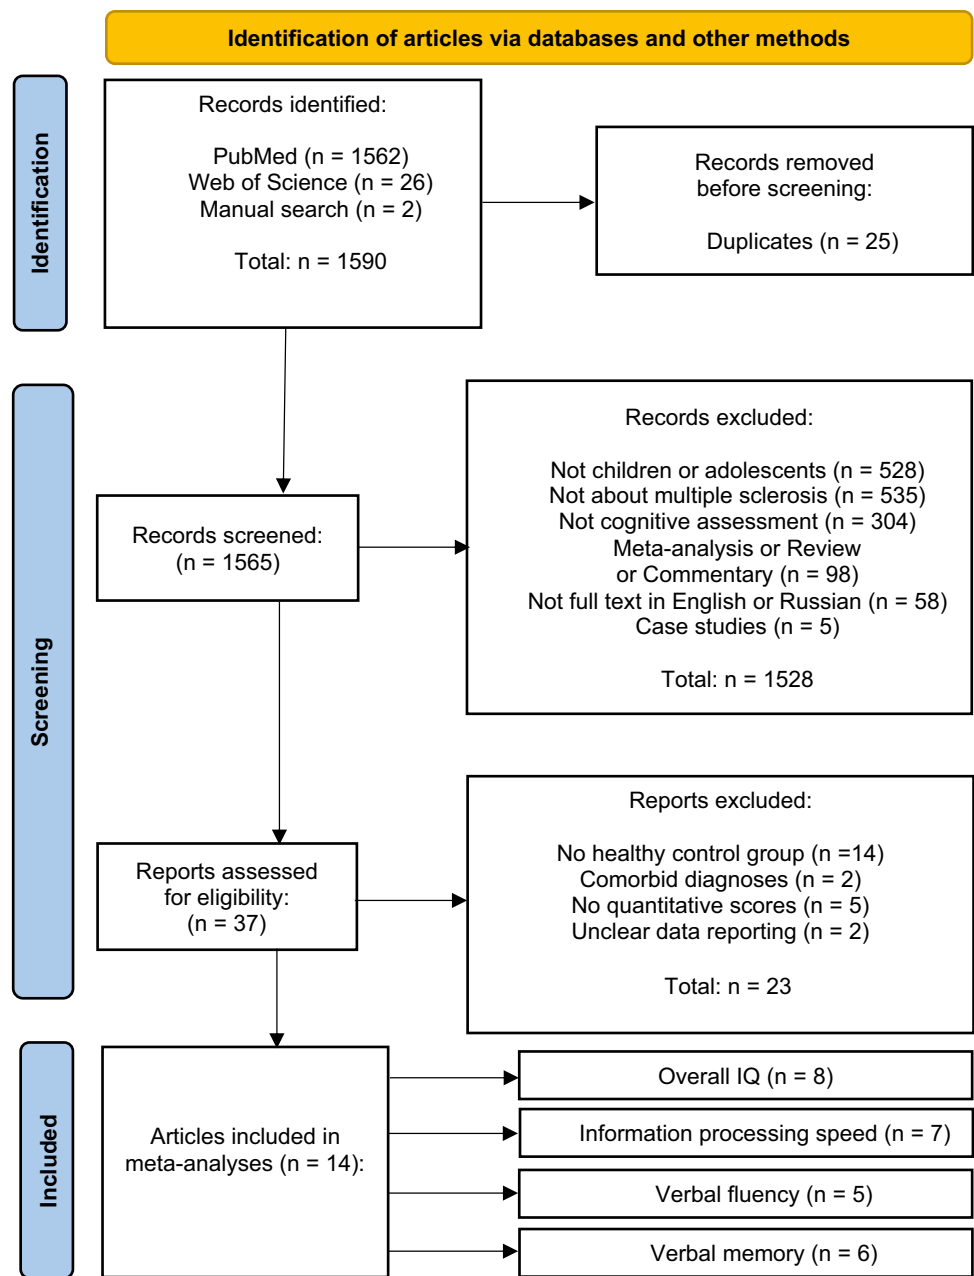 Identification of articles via databases and other methods
Identification
Records identified:
PubMed (n = 1562)
Web of Science (n = 26)
Manual search (n = 2)
Total: n = 1590
Records removed
before screening:
Duplicates (n = 25)
Screening
Records screened:
(n = 1565)
Records excluded:
Not children or adolescents (n = 528)
Not about multiple sclerosis (n = 535)
Not cognitive assessment (n = 304)
Meta-analysis or Review
or Commentary (n = 98)
Not full text in English or Russian (n = 58)
Case studies (n = 5)
Total: n = 1528
Reports assessed
for eligibility:
(n = 37)
Reports excluded:
No healthy control group (n =14)
Comorbid diagnoses (n = 2)
No quantitative scores (n = 5)
Unclear data reporting (n = 2)
Total: n = 23
Included
Articles included in
meta-analyses (n = 14):
Overall IQ (n = 8)
Information processing speed (n = 7)
Verbal fluency (n = 5)
Verbal memory (n = 6)